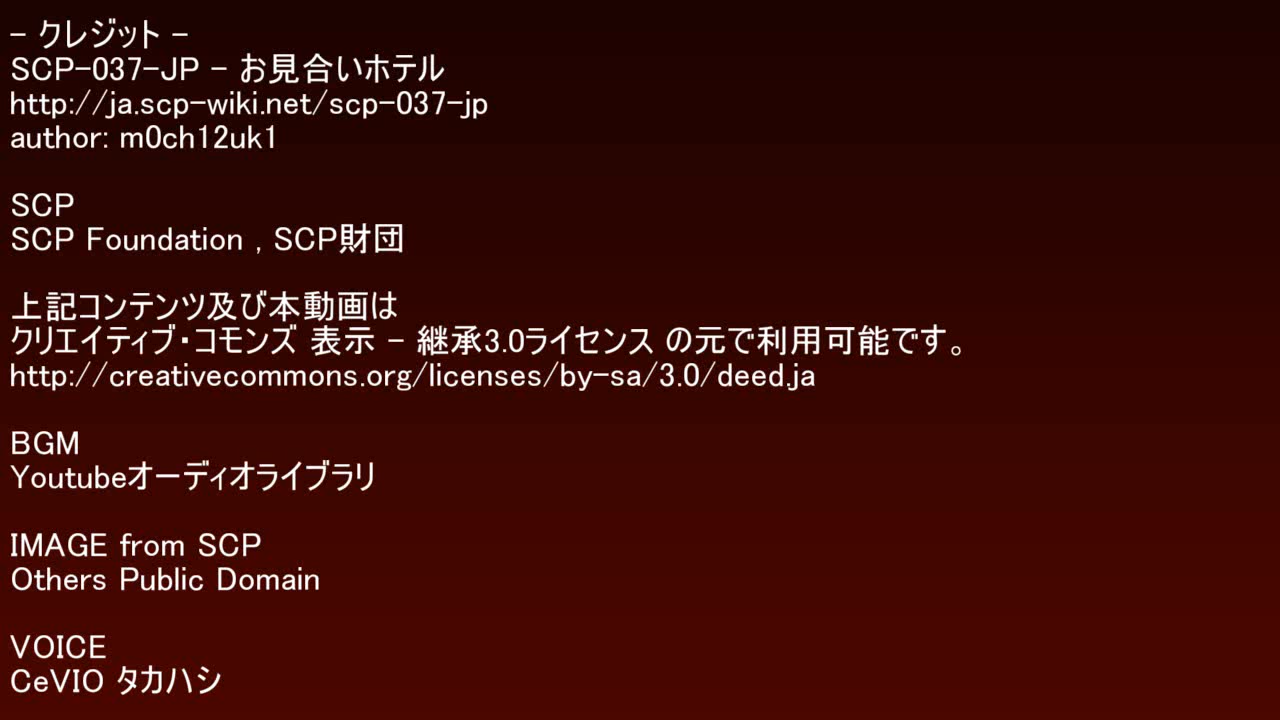 - クレジット -
SCP-037-JP - お見合いホテル
http://ja.scp-wiki.net/scp-037-jp
author: m0ch12uk1
SCP
SCP Foundation , SCP財団
上記コンテンツ及び本動画は
クリエイティブ・コモンズ 表示 - 継承3.0ライセンス の元で利用可能です。
http://creativecommons.org/licenses/by-sa/3.0/deed.ja
BGM
Youtubeオーディオライブラリ
IMAGE from SCP
Others Public Domain
VOICE
CeVIO タカハシ